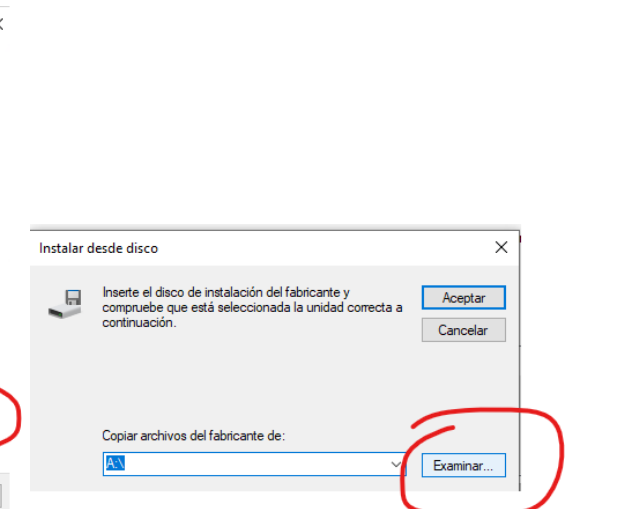 Instalar desde disco
Inserte el disco de instalación del fabricante y
compruebe que está seleccionada la unidad correcta a
continuación.
Aceptar
Cancelar
Copiar archivos del fabricante de:
A:\
Examinar...